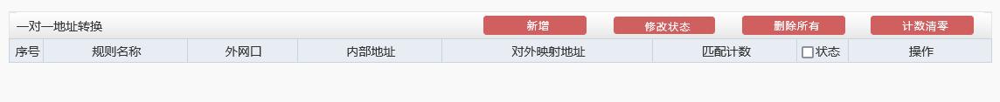 一对一地址转换 新增 修改状态 删除所有 计数清零
序号 规则名称 外网口 内部地址 对外映射地址 匹配计数 状态 操作